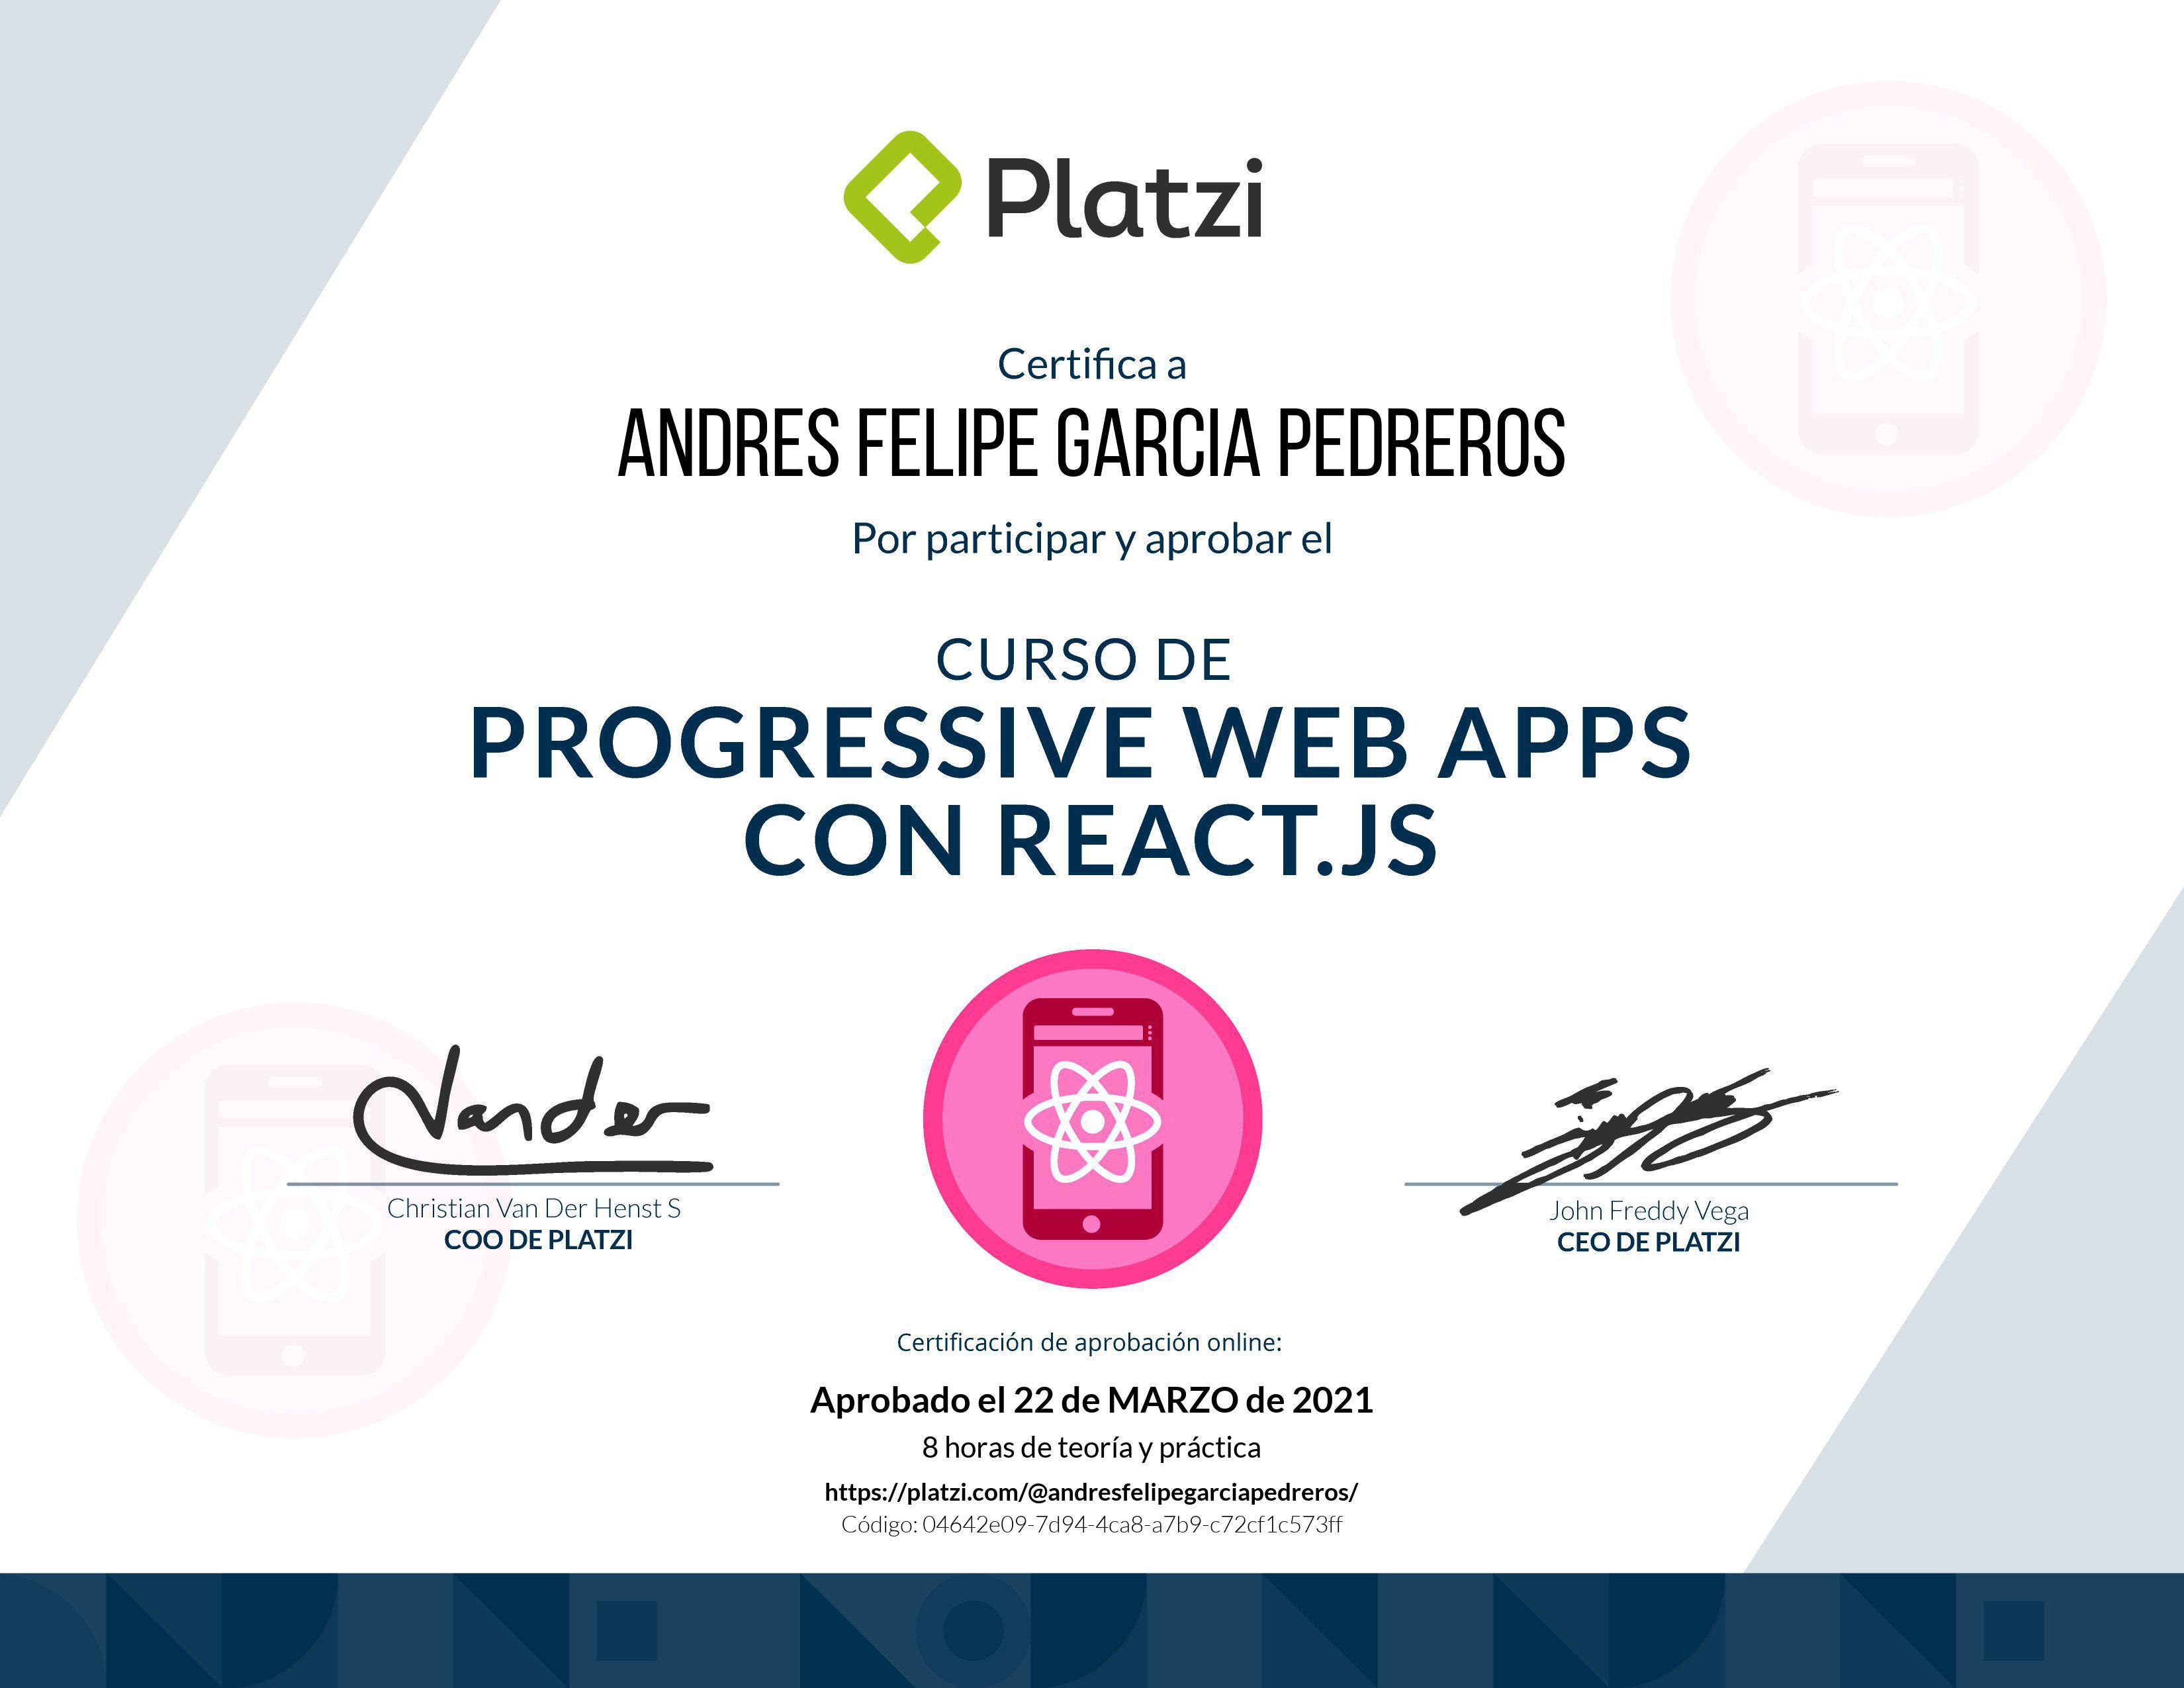 Platzi
Certifica a
ANDRES FELIPE GARCIA PEDREROS
Por participar y aprobar el
CURSO DE
PROGRESSIVE WEB APPS
CON REACT.JS
Vander
Christian Van Der Henst S
COO DE PLATZI
John Freddy Vega
CEO DE PLATZI
Certificación de aprobación online:
Aprobado el 22 de MARZO de 2021
8 horas de teoría y práctica
https://platzi.com/@andresfelipegarciapedreros/
Código: 04642e09-7d94-4ca8-a7b9-c72cf1c573ff